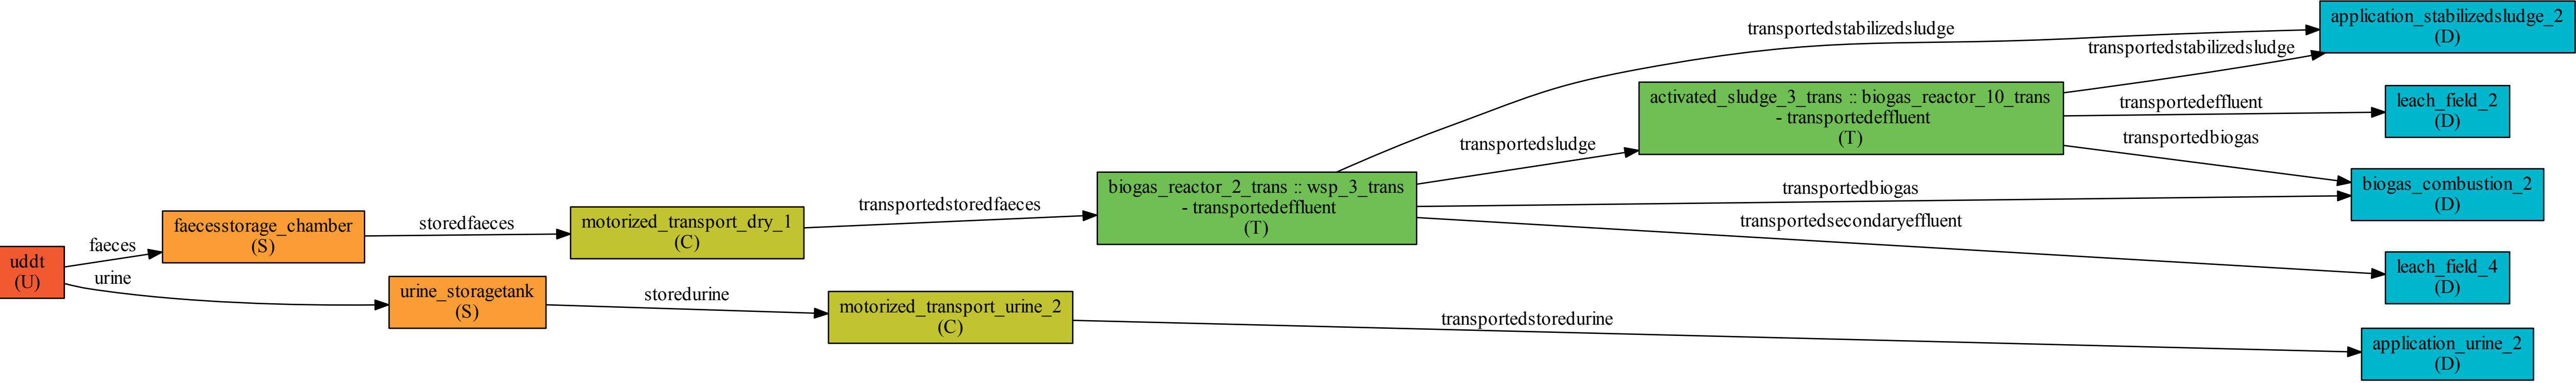 uddt
(U)
faeces
urine
faecesstorage_chamber
(S)
urine_storagetank
(S)
storedfaeces
storedurine
motorized_transport_dry_1
(C)
motorized_transport_urine_2
(C)
transportedstoredfaeces
transportedstoredurine
biogas_reactor_2_trans :: wsp_3_trans
- transportedeffluent
(T)
transportedstabilizedsludge
transportedsludge
transportedbiogas
transportedsecondaryeffluent
activated_sludge_3_trans :: biogas_reactor_10_trans
- transportedeffluent
(T)
transportedstabilizedsludge
transportedeffluent
transportedbiogas
application_stabilizedsludge_2
(D)
leach_field_2
(D)
biogas_combustion_2
(D)
leach_field_4
(D)
application_urine_2
(D)